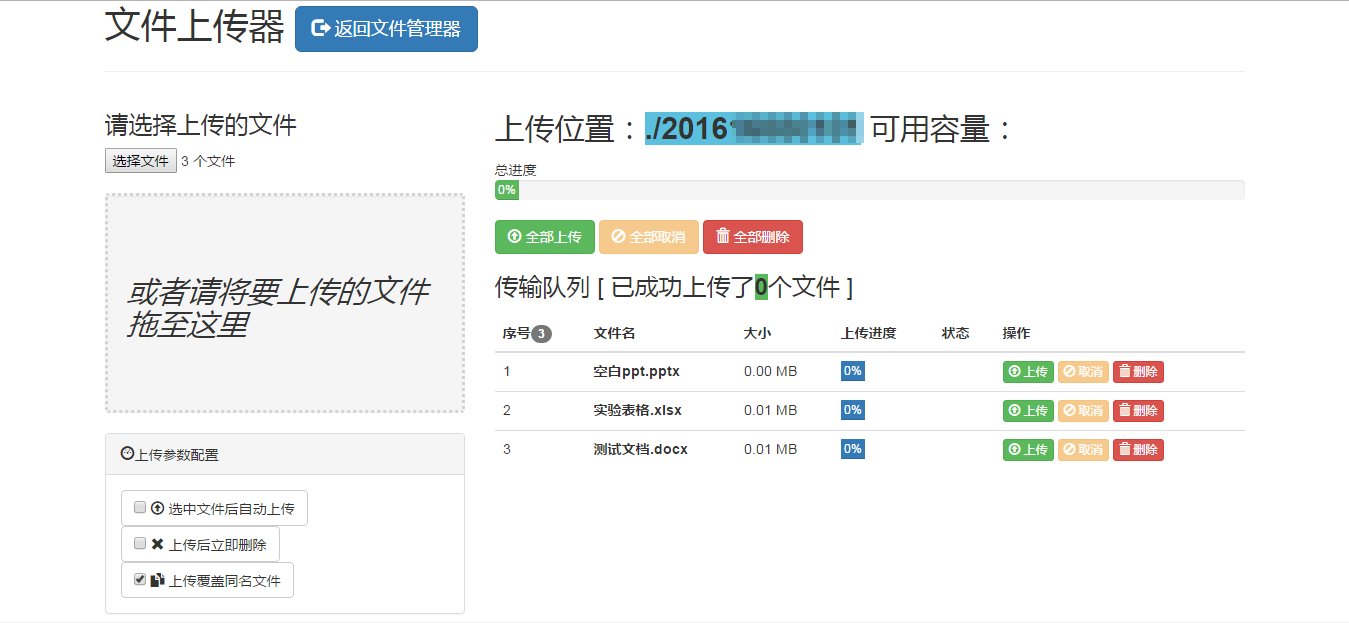 文件上传器 返回文件管理器
请选择上传的文件
选择文件 3 个文件
或者请将要上传的文件
拖至这里
上传参数配置
选中文件后自动上传
上传后立即删除
上传覆盖同名文件
上传位置：./2016 可用容量：
总进度
0%
全部上传 全部取消 全部删除
传输队列 [ 已成功上传了0个文件 ]
序号3 文件名 大小 上传进度 状态 操作
1 空白ppt.pptx 0.00 MB 0% 上传 取消 删除
2 实验表格.xlsx 0.01 MB 0% 上传 取消 删除
3 测试文档.docx 0.01 MB 0% 上传 取消 删除